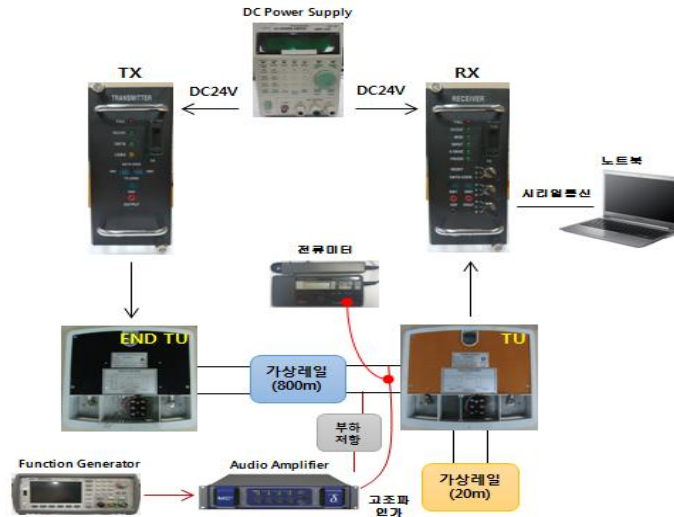 DC Power Supply
TX
RX
DC24V
DC24V
TRANSMITTER
RECEIVER
노트북
시리얼통신
전류미터
END TU
TU
가상레일
(800m)
부하
저항
Function Generator
Audio Amplifier
고조파
인가
가상레일
(20m)